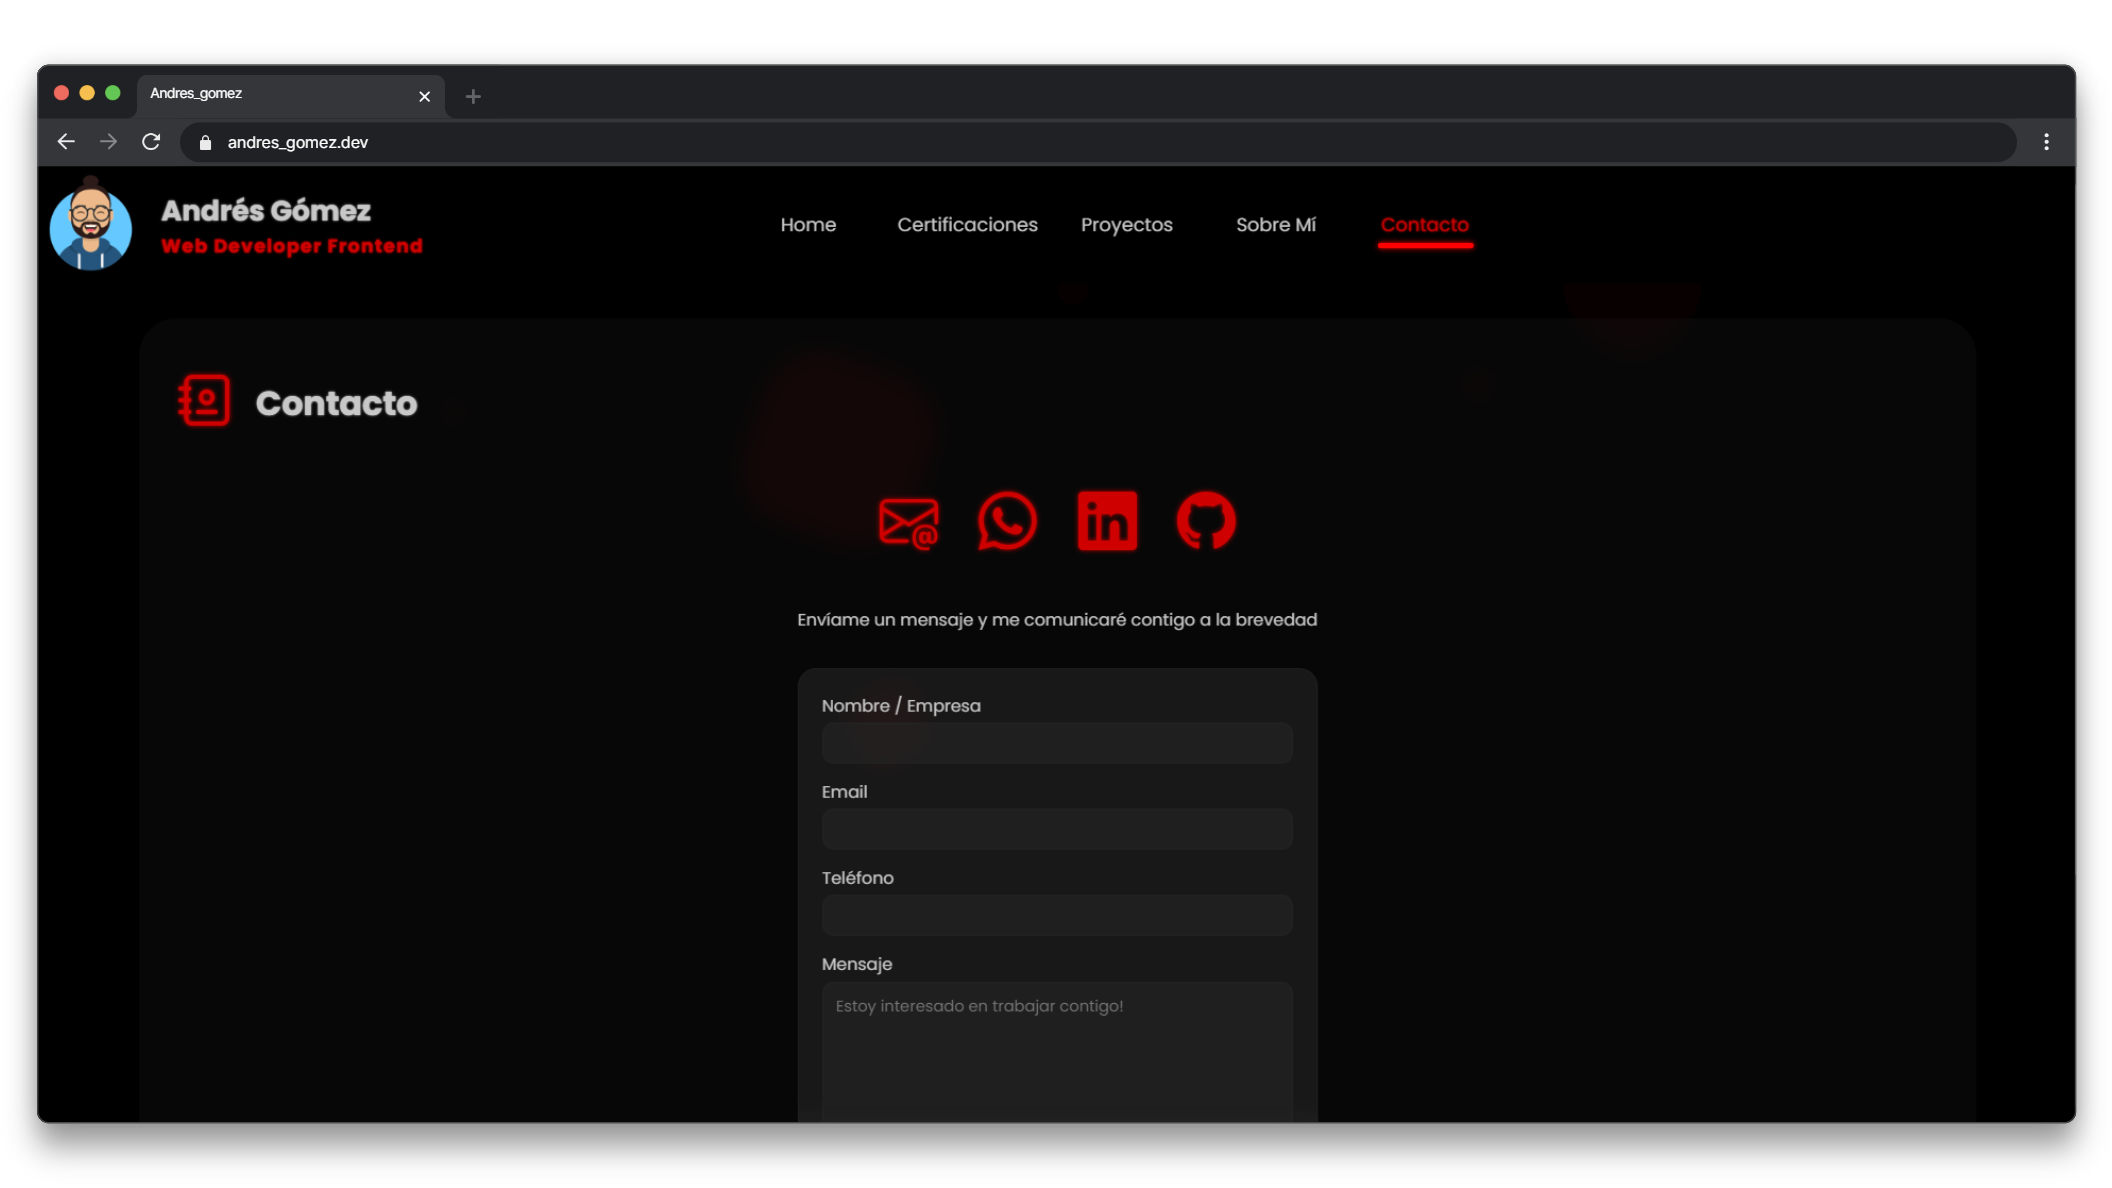 Andres_gomez
andres_gomez.dev
Andrés Gómez
Web Developer Frontend
Home Certificaciones Proyectos Sobre Mí Contacto
Contacto
@
in
Envíame un mensaje y me comunicaré contigo a la brevedad
Nombre / Empresa
Email
Teléfono
Mensaje
Estoy interesado en trabajar contigo!